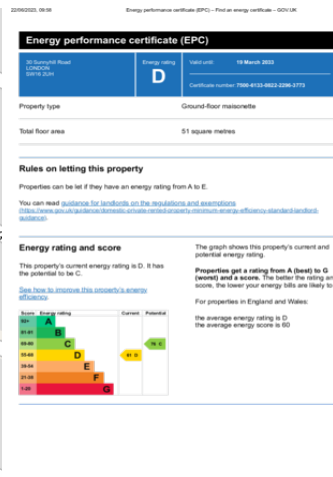 22/06/2023, 09:59 Energy performance certificate (EPC) – Find an energy certificate – GOV.UK
Energy performance certificate (EPC)
30 Sunnyhill Road
LONDON
SW16 2UH
Energy rating
D
Valid until: 19 March 2033
Certificate number:
Property type Ground-floor maisonette
Total floor area 51 square metres
Rules on letting this property
Properties can be let if they have an energy rating from A to E.
You can read guidance for landlords on the regulations and exemptions
(https://www.gov.uk/guidance/domestic-private-rented-property-minimum-energy-efficiency-standard-landlord-
guidance).
Energy rating and score
This property's current energy rating is D. It has
the potential to be C.
See how to improve this property's energy
efficiency.
Score Energy rating Current Potential
92+ A
81-91 B
69-80 C 76 C
55-68 D 61 D
39-54 E
21-38 F
1-20 G
The graph shows this property's current and
potential energy rating.
Properties get a rating from A (best) to G
(worst) and a score. The better the rating an
score, the lower your energy bills are likely to
For properties in England and Wales:
the average energy rating is D
the average energy score is 60